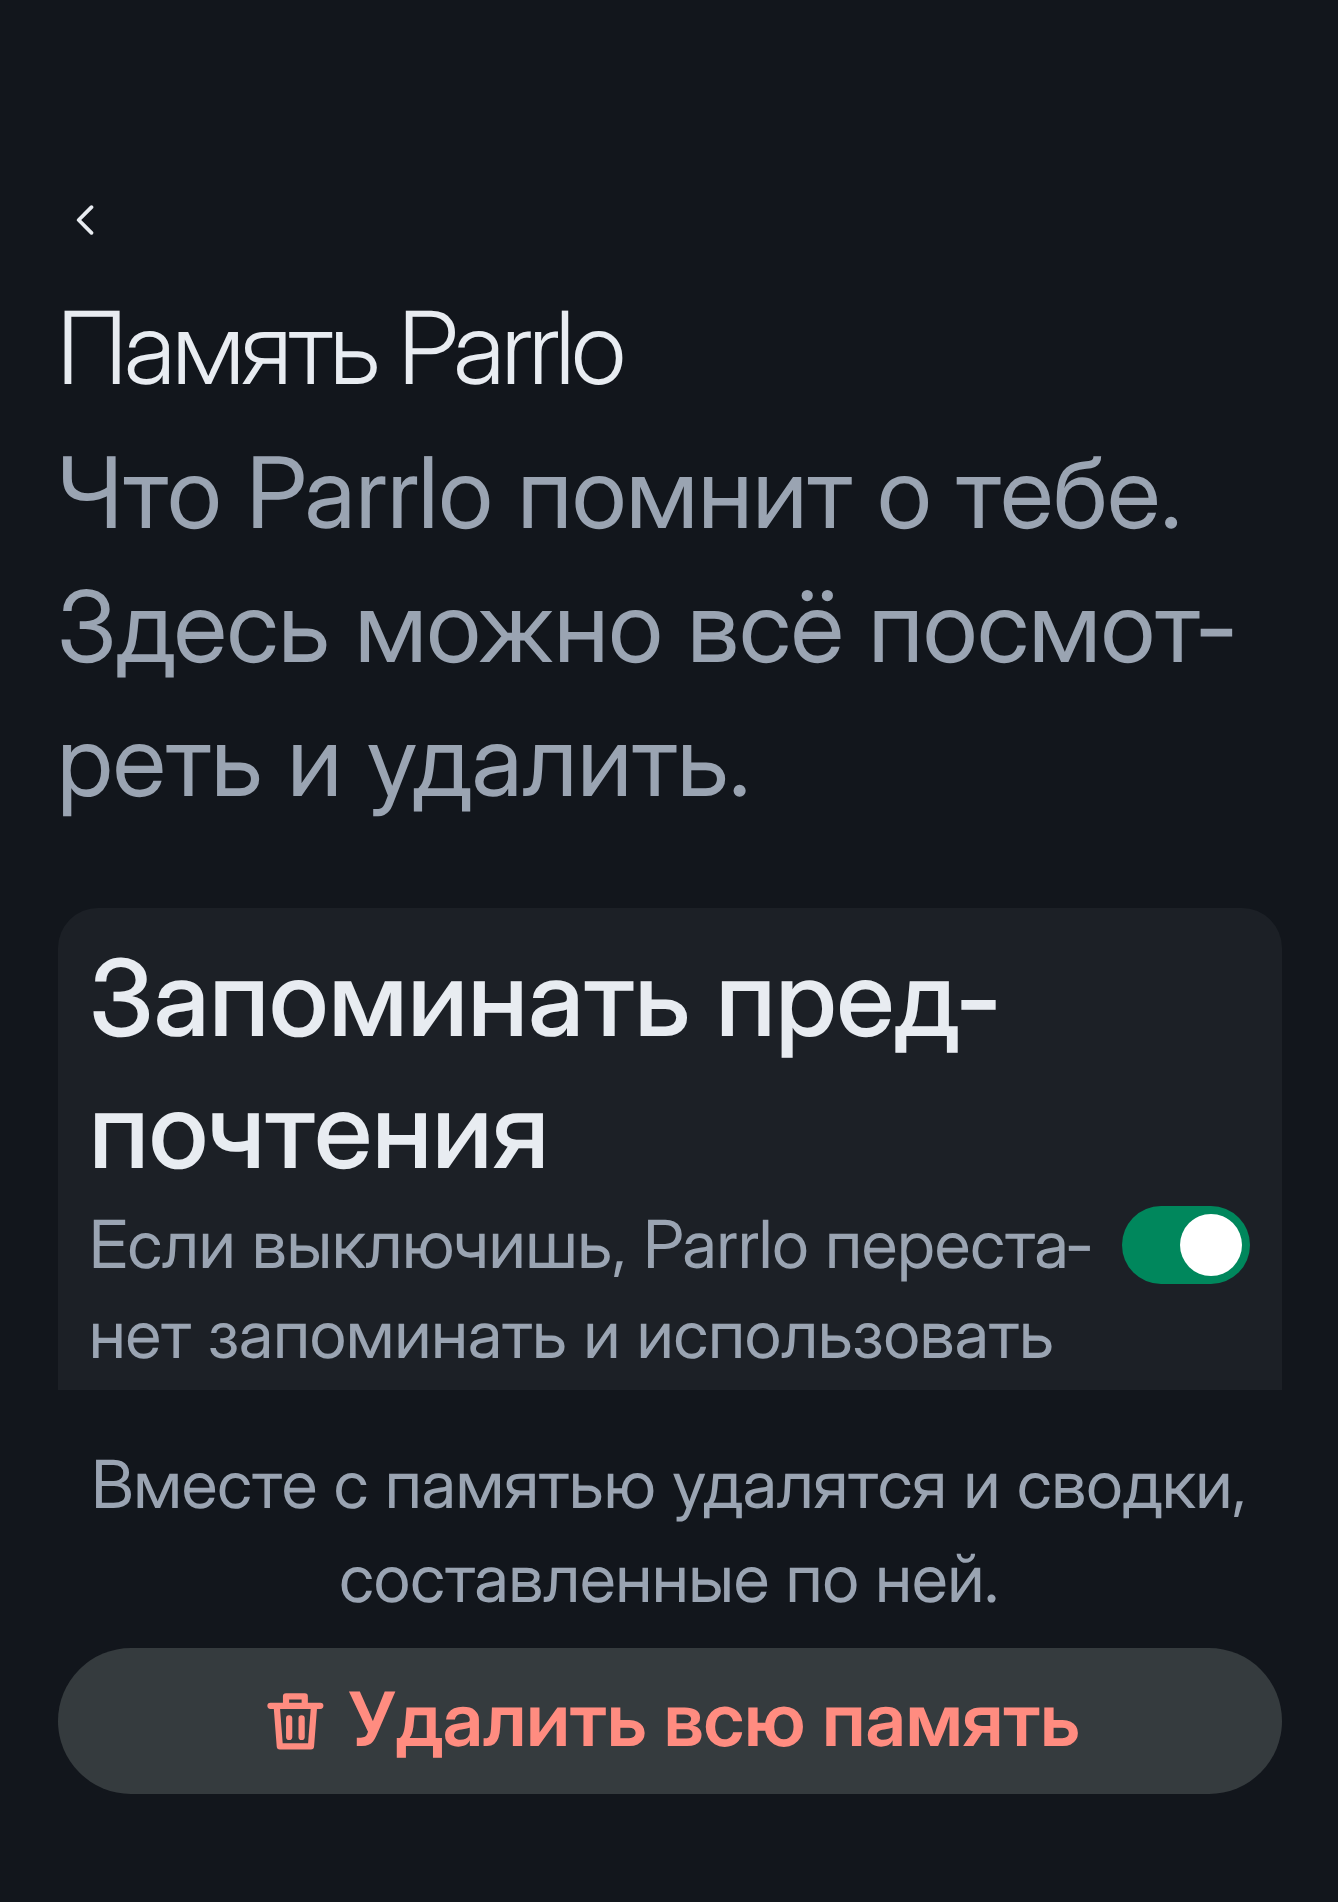 Память Parrlo
Что Parrlo помнит о тебе.
Здесь можно всё посмот-
реть и удалить.
Запоминать пред-
почтения
Если выключишь, Parrlo переста-
нет запоминать и использовать
Вместе с памятью удалятся и сводки,
составленные по ней.
Удалить всю память